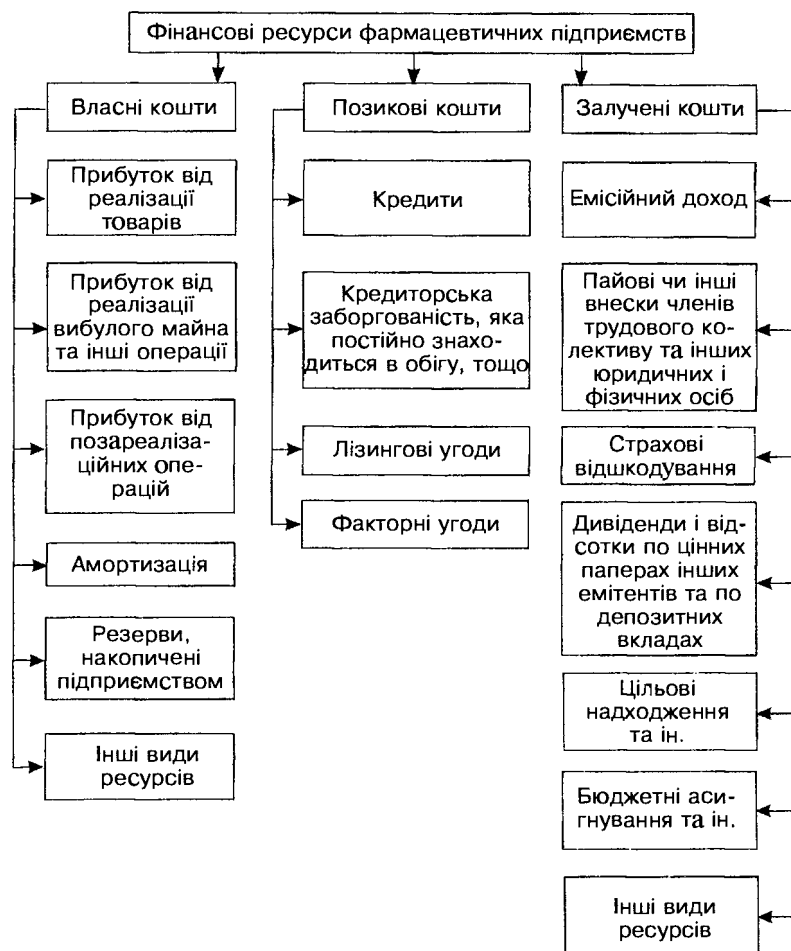 Фінансові ресурси фармацевтичних підприємств
Власні кошти
Прибуток від
реалізації
товарів
Прибуток від
реалізації
вибулого майна
та інші операції
Прибуток від
позареаліза-
ційних опе-
рацій
Амортизація
Резерви,
накопичені
підприємством
Інші види
ресурсів
Позикові кошти
Кредити
Кредиторська
заборгованість, яка
постійно знахо-
диться в обігу, тощо
Лізингові угоди
Факторні угоди
Залучені кошти
Емісійний доход
Пайові чи інші
внески членів
трудового ко-
лективу та інших
юридичних і
фізичних осіб
Страхові
відшкодування
Дивіденди і від-
сотки по цінних
паперах інших
емітентів та по
депозитних
вкладах
Цільові
надходження
та ін.
Бюджетні аси-
гнування та ін.
Інші види
ресурсів